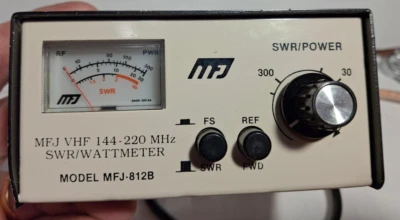 RF PWR
SWR
MFJ
MFJ
SWR/POWER
300 30
FS REF
SWR FWD
MFJ VHF 144-220 MHz
SWR/WATTMETER
MODEL MFJ-812B